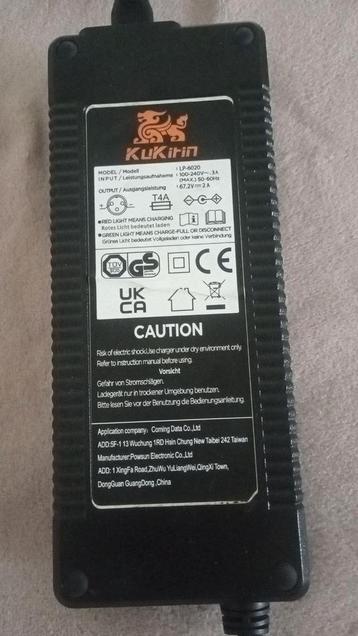 KuKirin
MODEL / Modell : LP-6020
INPUT / Leistungsaufnahme : 100-240V~. 3A
(MAX.) 50-60Hz
OUTPUT / Ausgangsleistung : 67.2V⎓2A
T4A
●RED LIGHT MEANS CHARGING
Rotes Licht bedeutet laden
●GREEN LIGHT MEANS CHARGE-FULL OR DISCONNECT
Grünes Licht bedeutet Vollgeladen oder keine Verbindung
TÜV GS CE
UK
CA
CAUTION
Risk of electric shock.Use charger under dry environment only.
Refer to instruction manual before using.
Vorsicht
Gefahr von Stromschlägen.
Ladegerät nur in trockener Umgebung benutzen.
Bitte lesen Sie vor der Benutzung die Bedienungsanleitung.
Application company: Coming Data Co.,Ltd
ADD:5F-1 13 Wuchung 1RD Hsin Chung New Taibei 242 Taiwan
Manufacturer:Powsun Electronic Co.,Ltd
ADD: 1 XingFa Road,ZhuWu YuLiangWei,QingXi Town,
DongGuan GuangDong ,China